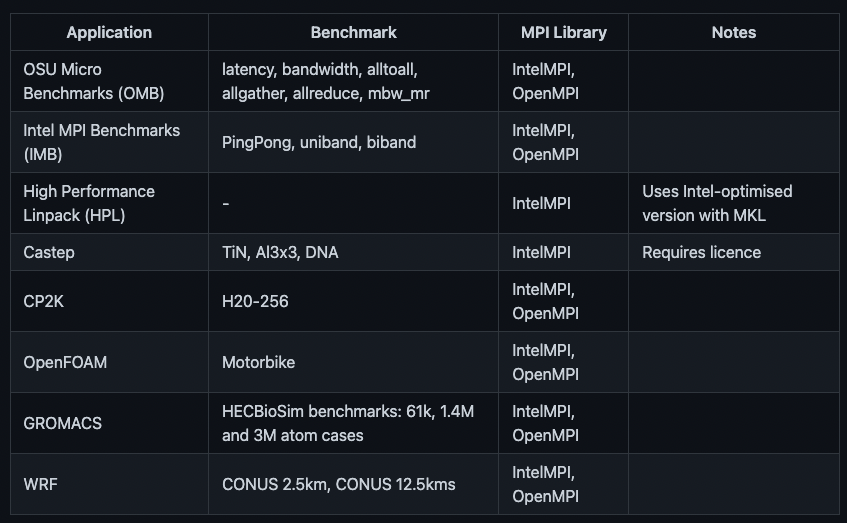 Application Benchmark MPI Library Notes
OSU Micro Benchmarks (OMB) latency, bandwidth, alltoall, allgather, allreduce, mbw_mr IntelMPI, OpenMPI
Intel MPI Benchmarks (IMB) PingPong, uniband, biband IntelMPI, OpenMPI
High Performance Linpack (HPL) - IntelMPI Uses Intel-optimised version with MKL
Castep TiN, Al3x3, DNA IntelMPI Requires licence
CP2K H20-256 IntelMPI, OpenMPI
OpenFOAM Motorbike IntelMPI, OpenMPI
GROMACS HECBioSim benchmarks: 61k, 1.4M and 3M atom cases IntelMPI, OpenMPI
WRF CONUS 2.5km, CONUS 12.5kms IntelMPI, OpenMPI